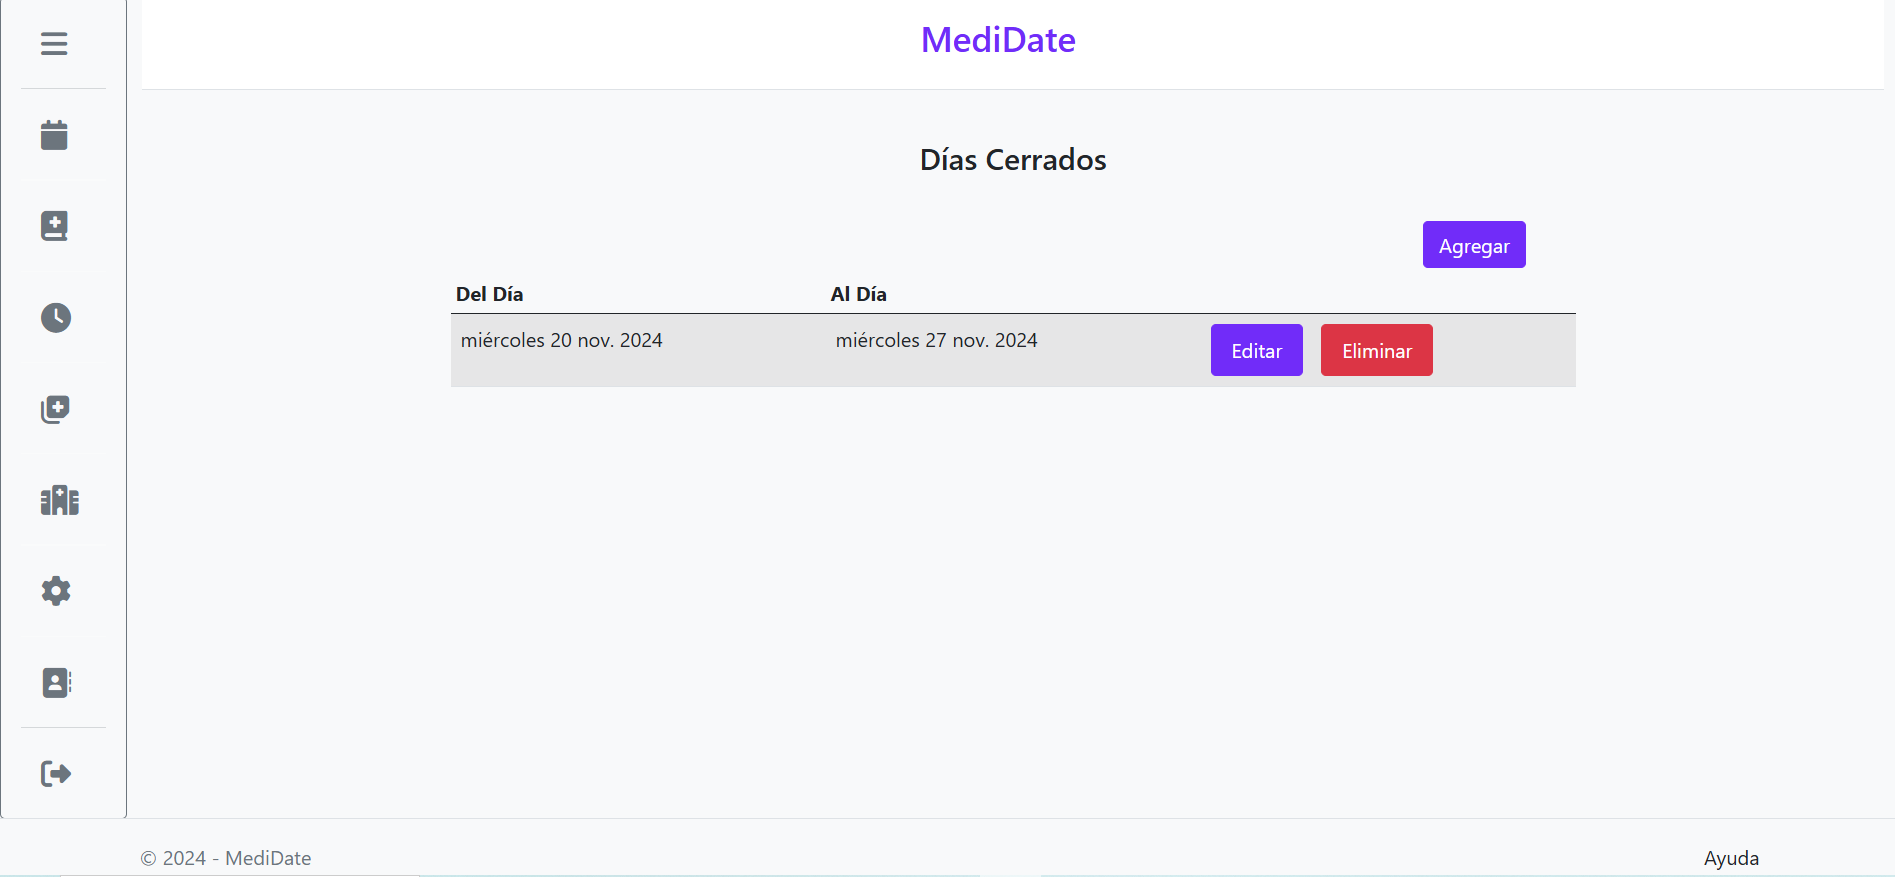 MediDate
Días Cerrados
Agregar
Del Día Al Día
miércoles 20 nov. 2024 miércoles 27 nov. 2024 Editar Eliminar
© 2024 - MediDate Ayuda